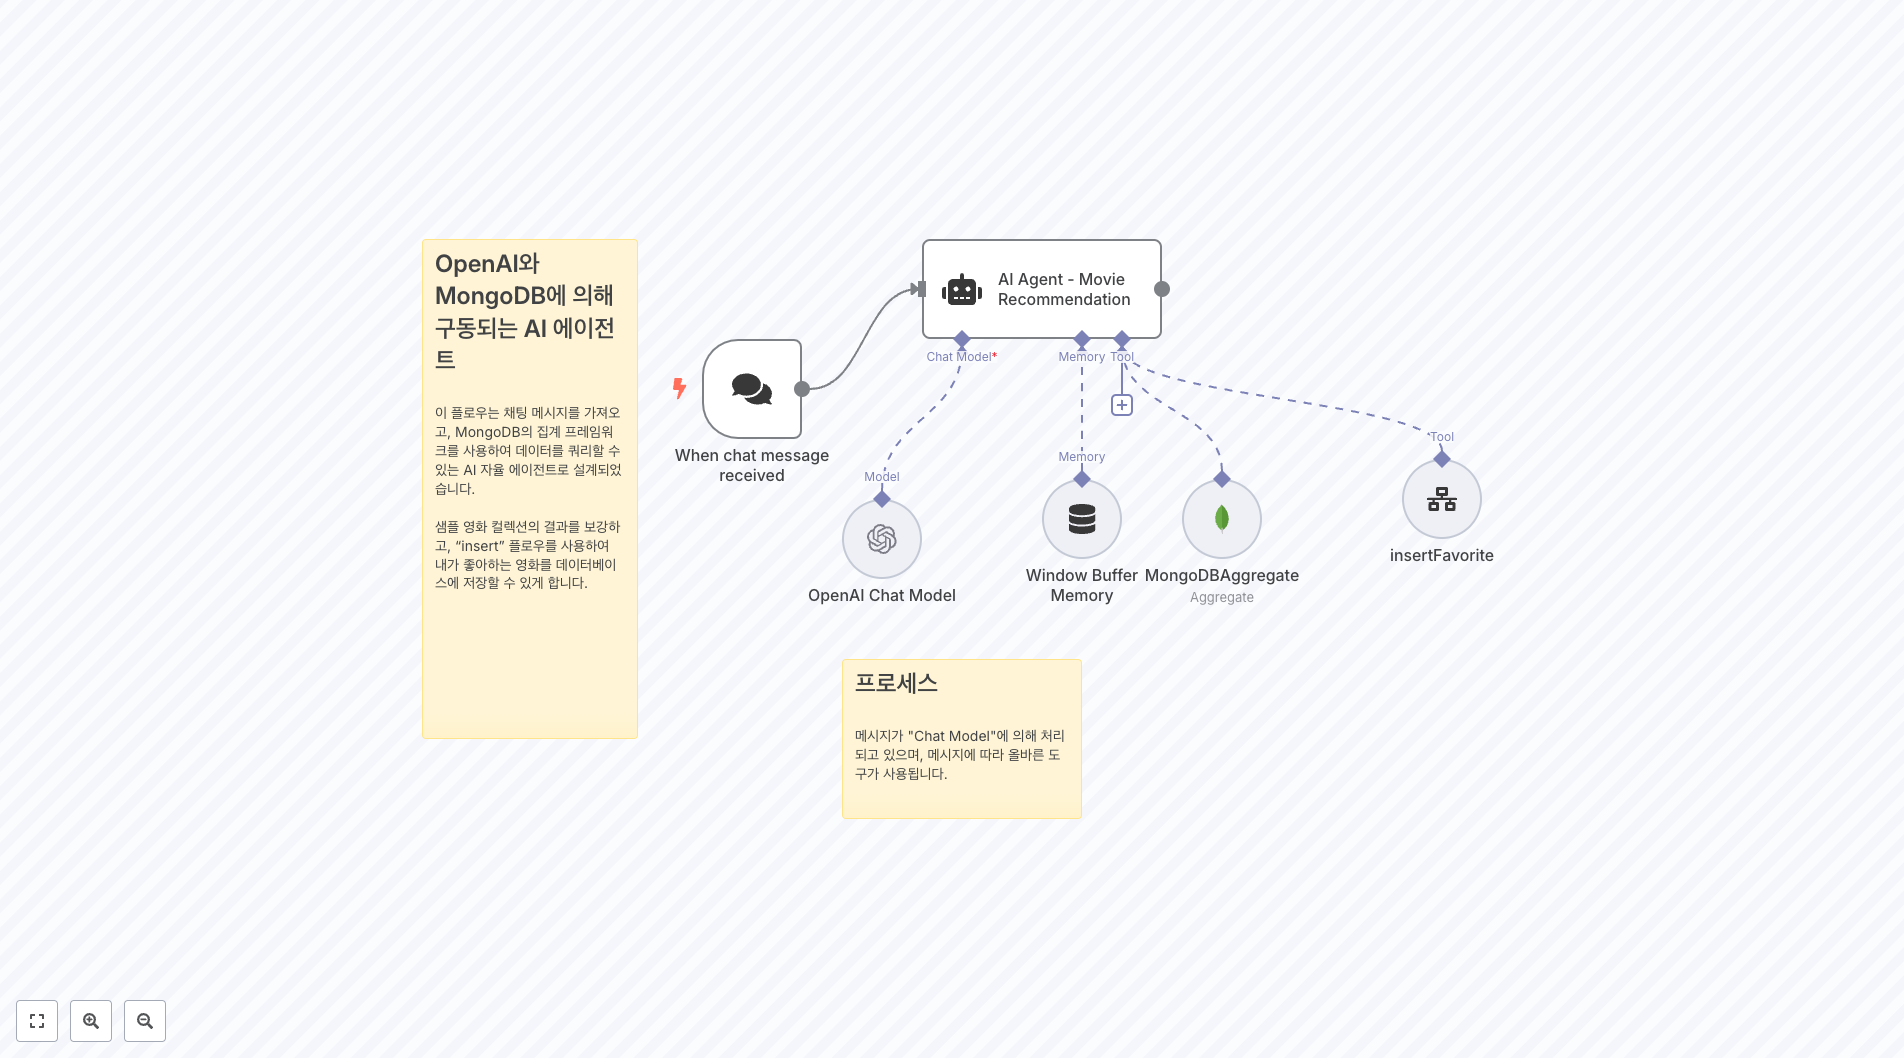 OpenAI와
MongoDB에 의해
구동되는 AI 에이전
트
이 플로우는 채팅 메시지를 가져오
고, MongoDB의 집계 프레임워
크를 사용하여 데이터를 쿼리할 수
있는 AI 자율 에이전트로 설계되었
습니다.
샘플 영화 컬렉션의 결과를 보강하
고, “insert” 플로우를 사용하여
내가 좋아하는 영화를 데이터베이
스에 저장할 수 있게 합니다.
When chat message
received
AI Agent - Movie
Recommendation
Chat Model*
Memory
Tool
Model
OpenAI Chat Model
Memory
Window Buffer
Memory
MongoDBAggregate
Aggregate
Tool
insertFavorite
프로세스
메시지가 "Chat Model"에 의해 처리
되고 있으며, 메시지에 따라 올바른 도
구가 사용됩니다.